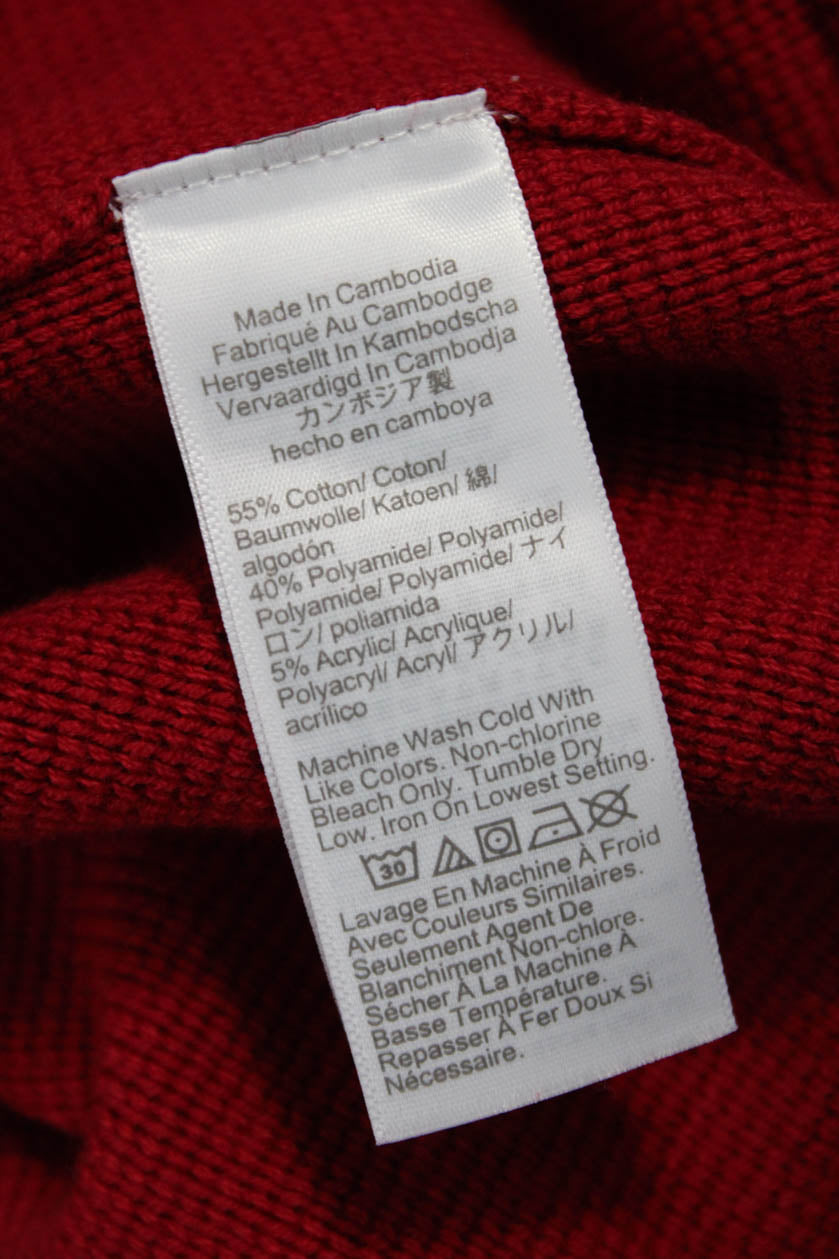 Made In Cambodia
Fabriqué Au Cambodge
Hergestellt In Kambodscha
Vervaardigd In Cambodja
カンボジア製
hecho en camboya
55% Cotton/ Coton/
Baumwolle/ Katoen/ 綿/
algodón
40% Polyamide/ Polyamide/
Polyamide/ Polyamide/ ナイ
ロン/ poliamida
5% Acrylic/ Acrylique/
Polyacryl/ Acryl/ アクリル/
acrílico
Machine Wash Cold With
Like Colors. Non-chlorine
Bleach Only. Tumble Dry
Low. Iron On Lowest Setting.
30
Lavage En Machine À Froid
Avec Couleurs Similaires.
Seulement Agent De
Blanchiment Non-chlore.
Sécher À La Machine À
Basse Température.
Repasser À Fer Doux Si
Nécessaire.